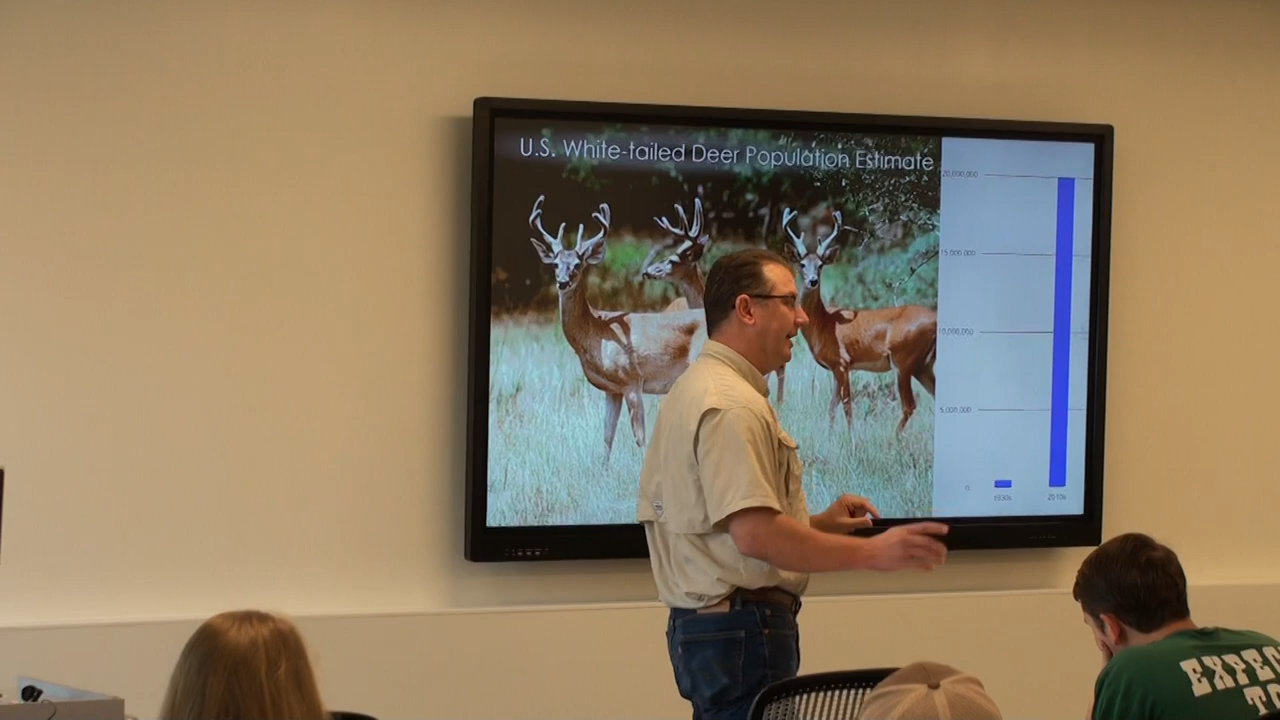 U.S. White-tailed Deer Population Estimate
20,000,000
15,000,000
10,000,000
5,000,000
0
1930s
2010s
EXPEC
TO